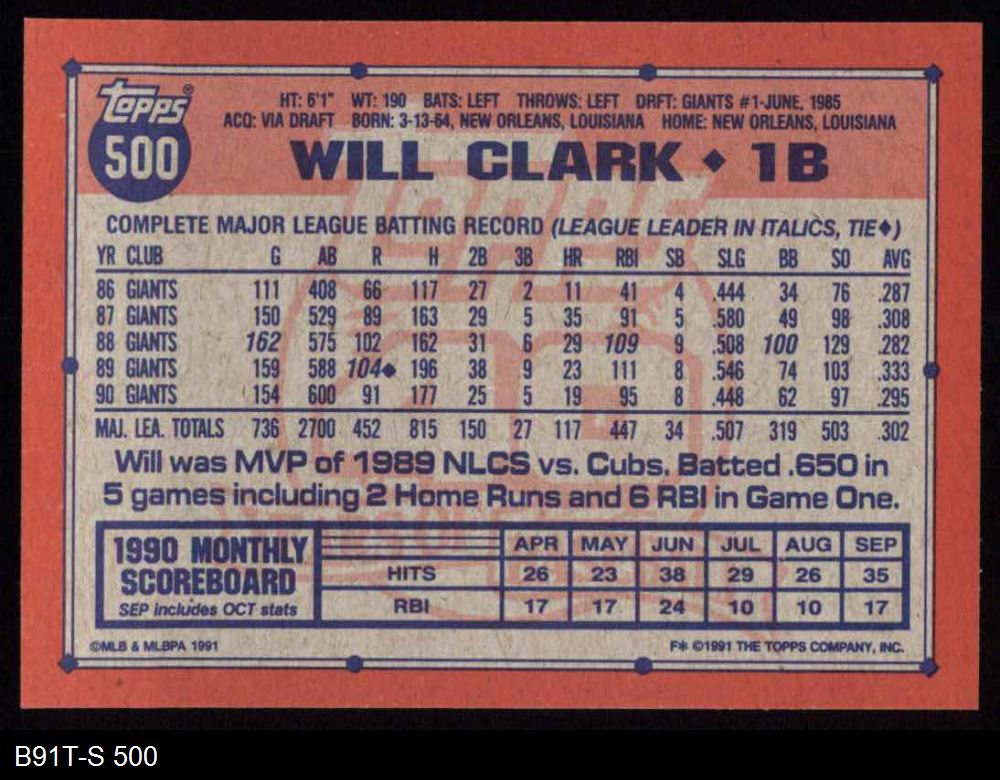 Topps®
500
HT: 6'1" WT: 190 BATS: LEFT THROWS: LEFT DRFT: GIANTS #1-JUNE, 1985
ACQ: VIA DRAFT BORN: 3-13-64, NEW ORLEANS, LOUISIANA HOME: NEW ORLEANS, LOUISIANA
WILL CLARK ♦ 1B
COMPLETE MAJOR LEAGUE BATTING RECORD (LEAGUE LEADER IN ITALICS, TIE♦)
YR CLUB G AB R H 2B 3B HR RBI SB SLG BB SO AVG
86 GIANTS 111 408 66 117 27 2 11 41 4 .444 34 76 .287
87 GIANTS 150 529 89 163 29 5 35 91 5 .580 49 98 .308
88 GIANTS 162 575 102 162 31 6 29 109 9 .508 100 129 .282
89 GIANTS 159 588 104♦ 196 38 9 23 111 8 .546 74 103 .333
90 GIANTS 154 600 91 177 25 5 19 95 8 .448 62 97 .295
MAJ. LEA. TOTALS 736 2700 452 815 150 27 117 447 34 .507 319 503 .302
Will was MVP of 1989 NLCS vs. Cubs. Batted .650 in
5 games including 2 Home Runs and 6 RBI in Game One.
1990 MONTHLY
SCOREBOARD
SEP includes OCT stats
APR MAY JUN JUL AUG SEP
HITS 26 23 38 29 26 35
RBI 17 17 24 10 10 17
©MLB & MLBPA 1991
F* ©1991 THE TOPPS COMPANY, INC.
B91T-S 500